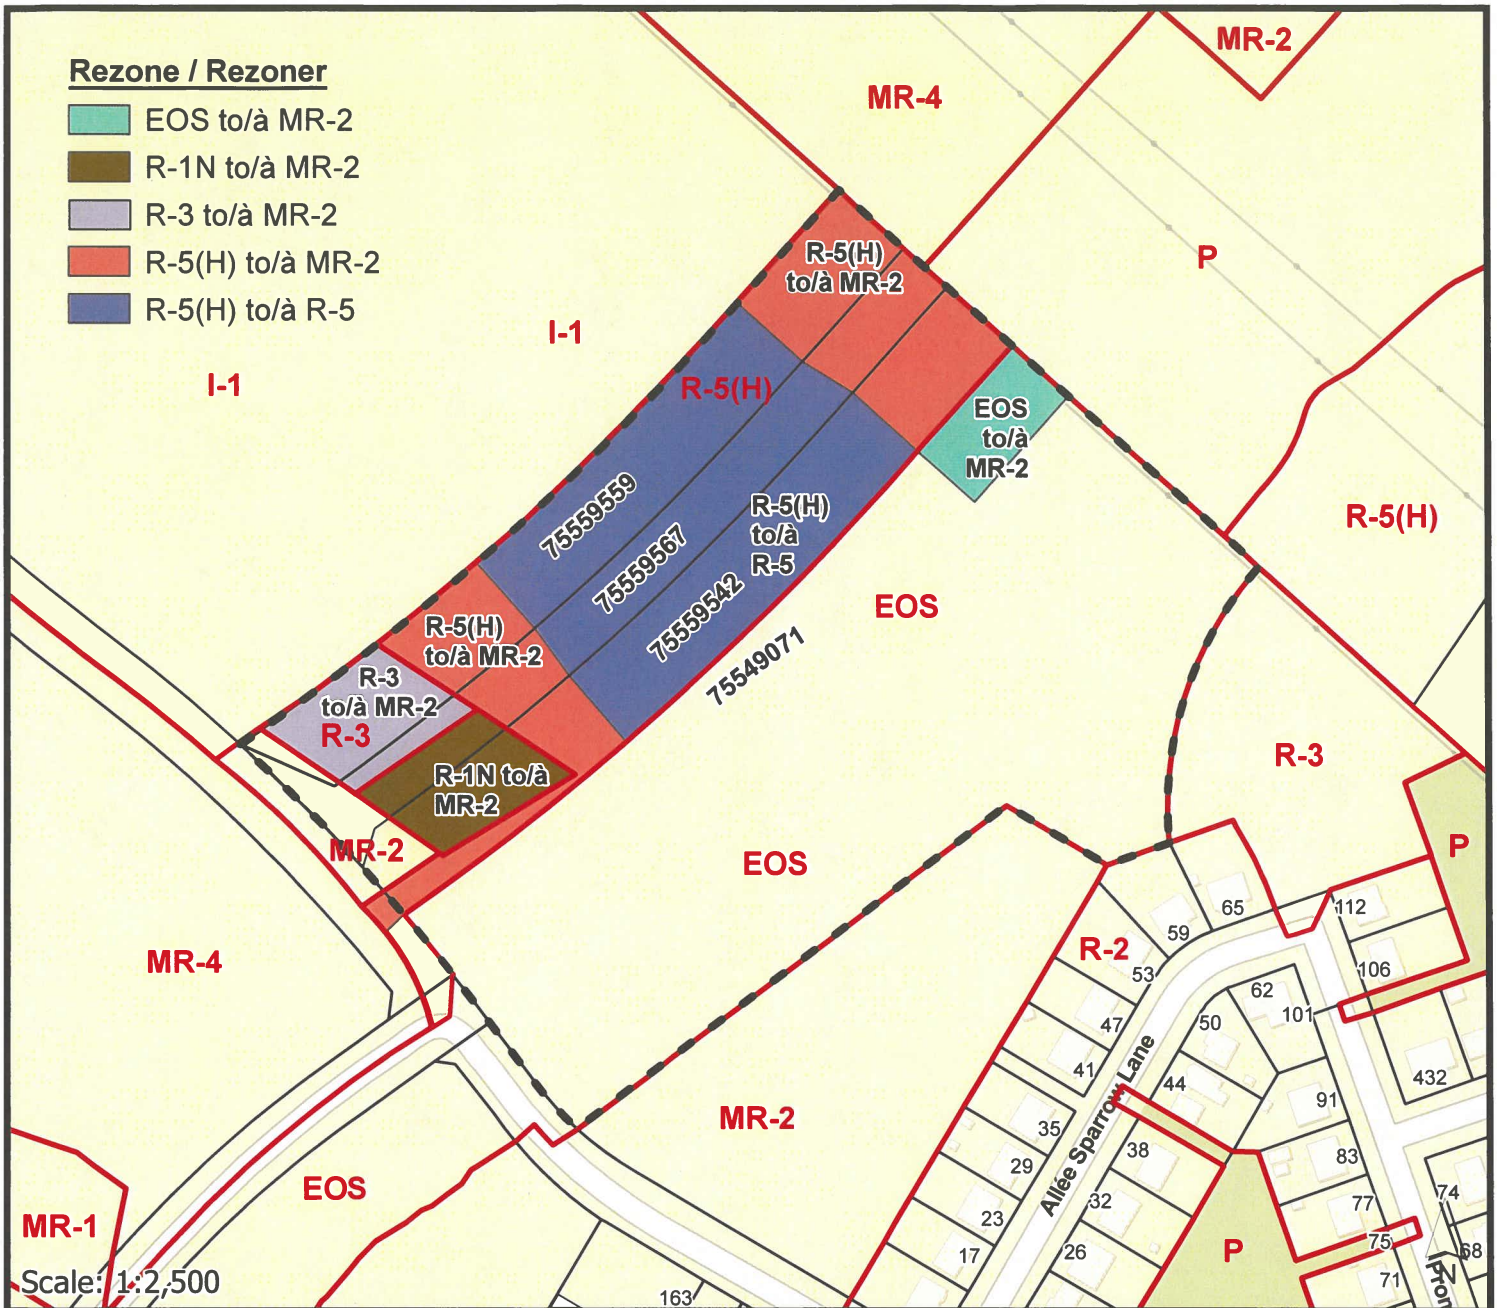 Rezone / Rezoner
EOS to/à MR-2
R-1N to/à MR-2
R-3 to/à MR-2
R-5(H) to/à MR-2
R-5(H) to/à R-5
MR-2
MR-4
P
R-5(H)
to/à MR-2
I-1
I-1
R-5(H)
EOS
to/à
MR-2
R-5(H)
75559559
75559567
75559542
75549071
R-5(H)
to/à
R-5
EOS
R-5(H)
to/à MR-2
R-3
to/à MR-2
R-3
R-1N to/à
MR-2
MR-2
R-3
P
EOS
MR-4
R-2
65
59
53
47
41
35
29
23
17
112
106
62
101
50
44
38
32
26
432
91
83
77
75
71
74
68
Allée Sparrow Lane
MR-2
EOS
MR-1
P
163
N
Scale: 1:2,500